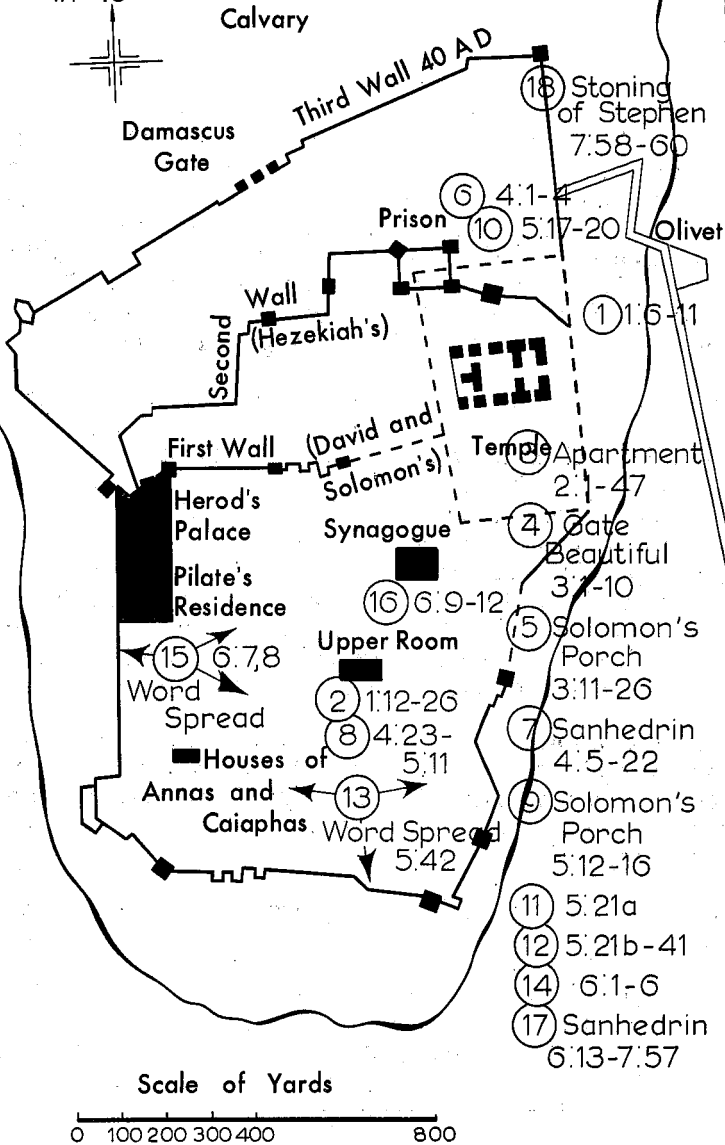 Calvary
Third Wall 40 AD
Damascus
Gate
18 Stoning
of Stephen
7:58-60
6 4:1-4
Prison
10 5:17-20
Olivet
1 1:6-11
Second Wall
(Hezekiah's)
First Wall (David and
Solomon's)
Temple
Apartment
Herod's
Palace
Synagogue
4 Gate
Beautiful
3:1-10
Pilate's
Residence
16 6:9-12
5 Solomon's
Porch
3:11-26
Upper Room
15 6:7,8
Word
Spread
2 1:12-26
8 4:23-
5:11
7 Sanhedrin
4:5-22
Houses of
Annas and
Caiaphas
13
Word Spread
5:42
9 Solomon's
Porch
5:12-16
11 5:21a
12 5:21b-41
14 6:1-6
17 Sanhedrin
6:13-7:57
Scale of Yards
0 100 200 300 400 800